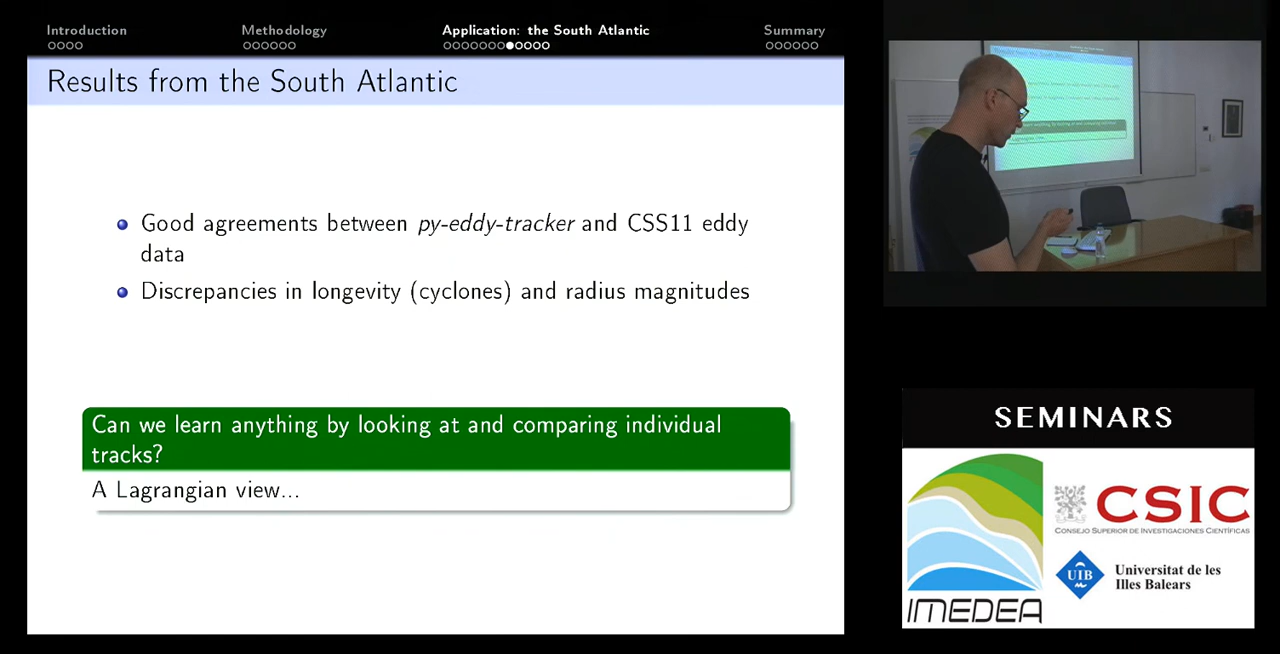 Introduction
Methodology
Application: the South Atlantic
Summary
Results from the South Atlantic
Good agreements between py-eddy-tracker and CSS11 eddy
data
Discrepancies in longevity (cyclones) and radius magnitudes
Can we learn anything by looking at and comparing individual
tracks?
A Lagrangian view...
SEMINARS
CSIC
CONSEJO SUPERIOR DE INVESTIGACIONES CIENTÍFICAS
UIB
Universitat de les
Illes Balears
IMEDEA